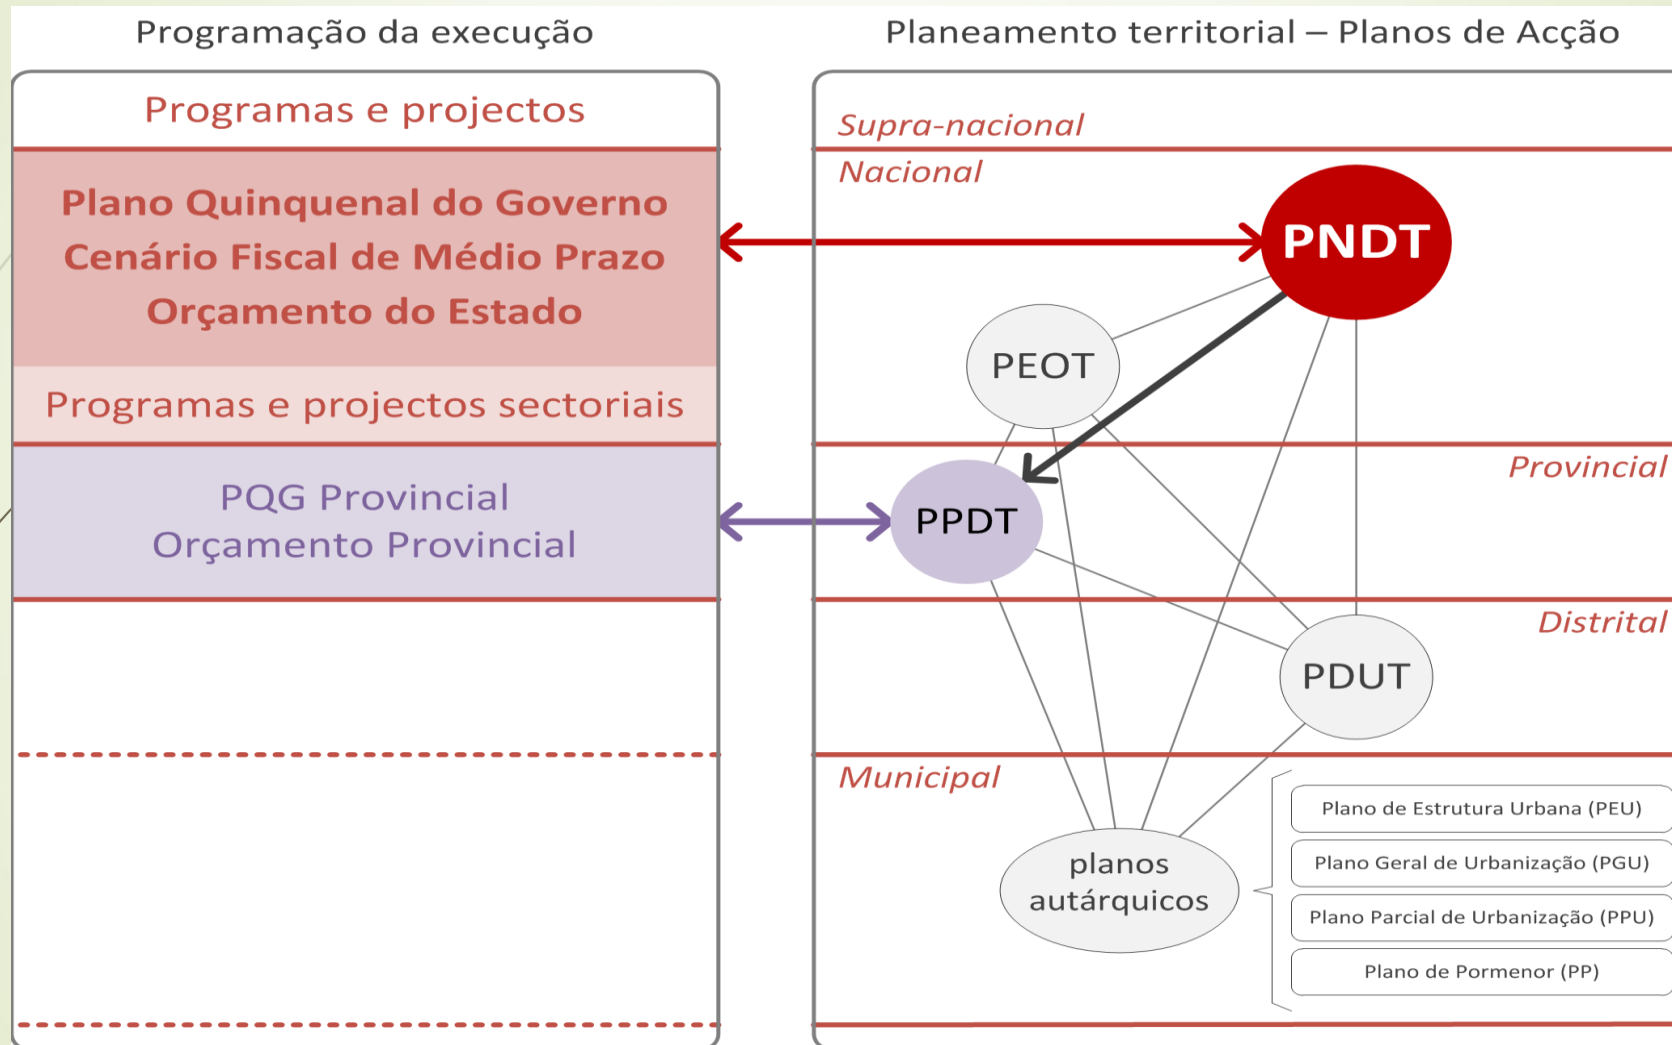 Programação da execução
Programas e projectos
Plano Quinquenal do Governo
Cenário Fiscal de Médio Prazo
Orçamento do Estado
Programas e projectos sectoriais
PQG Provincial
Orçamento Provincial
Planeamento territorial – Planos de Acção
Supra-nacional
Nacional
PNDT
PEOT
Provincial
PPDT
Distrital
PDUT
Municipal
planos
autárquicos
Plano de Estrutura Urbana (PEU)
Plano Geral de Urbanização (PGU)
Plano Parcial de Urbanização (PPU)
Plano de Pormenor (PP)